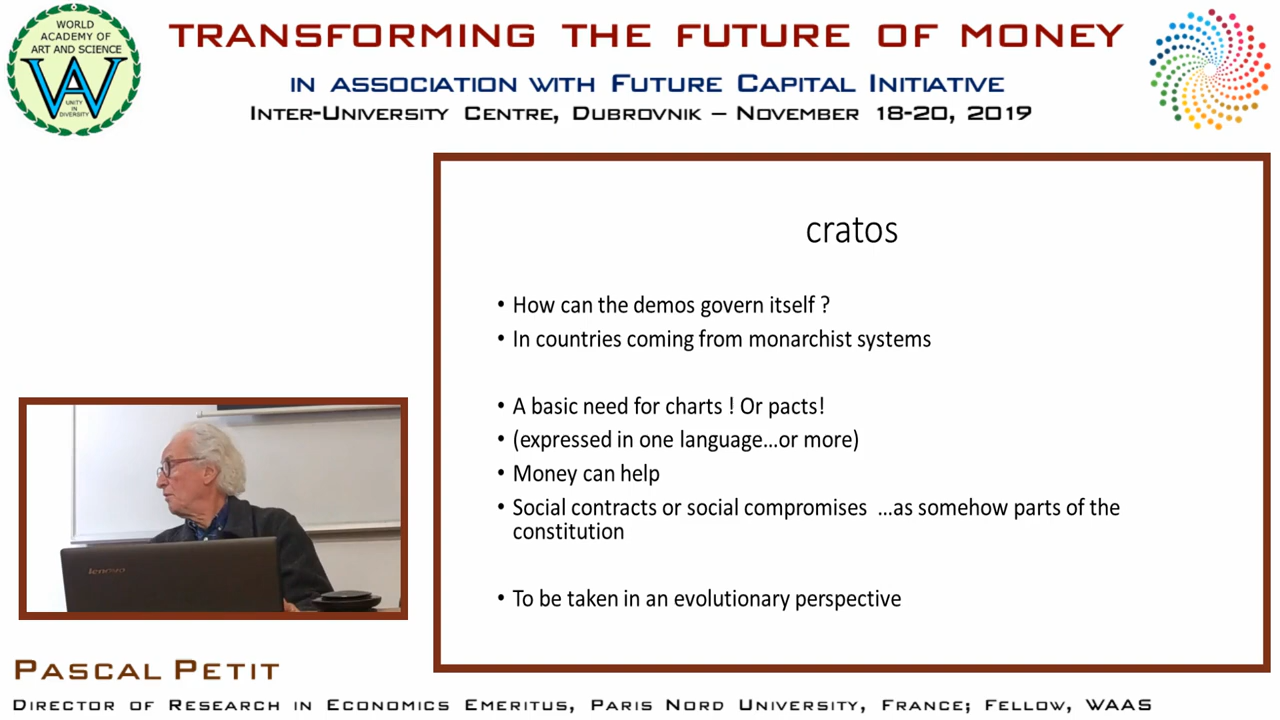 WORLD
ACADEMY OF
ART AND SCIENCE
WA
UNITY
IN
DIVERSITY
TRANSFORMING THE FUTURE OF MONEY
IN ASSOCIATION WITH FUTURE CAPITAL INITIATIVE
INTER-UNIVERSITY CENTRE, DUBROVNIK – NOVEMBER 18-20, 2019
cratos
• How can the demos govern itself ?
• In countries coming from monarchist systems
• A basic need for charts ! Or pacts!
• (expressed in one language...or more)
• Money can help
• Social contracts or social compromises ...as somehow parts of the
constitution
• To be taken in an evolutionary perspective
lenovo
PASCAL PETIT
DIRECTOR OF RESEARCH IN ECONOMICS EMERITUS, PARIS NORD UNIVERSITY, FRANCE; FELLOW, WAAS